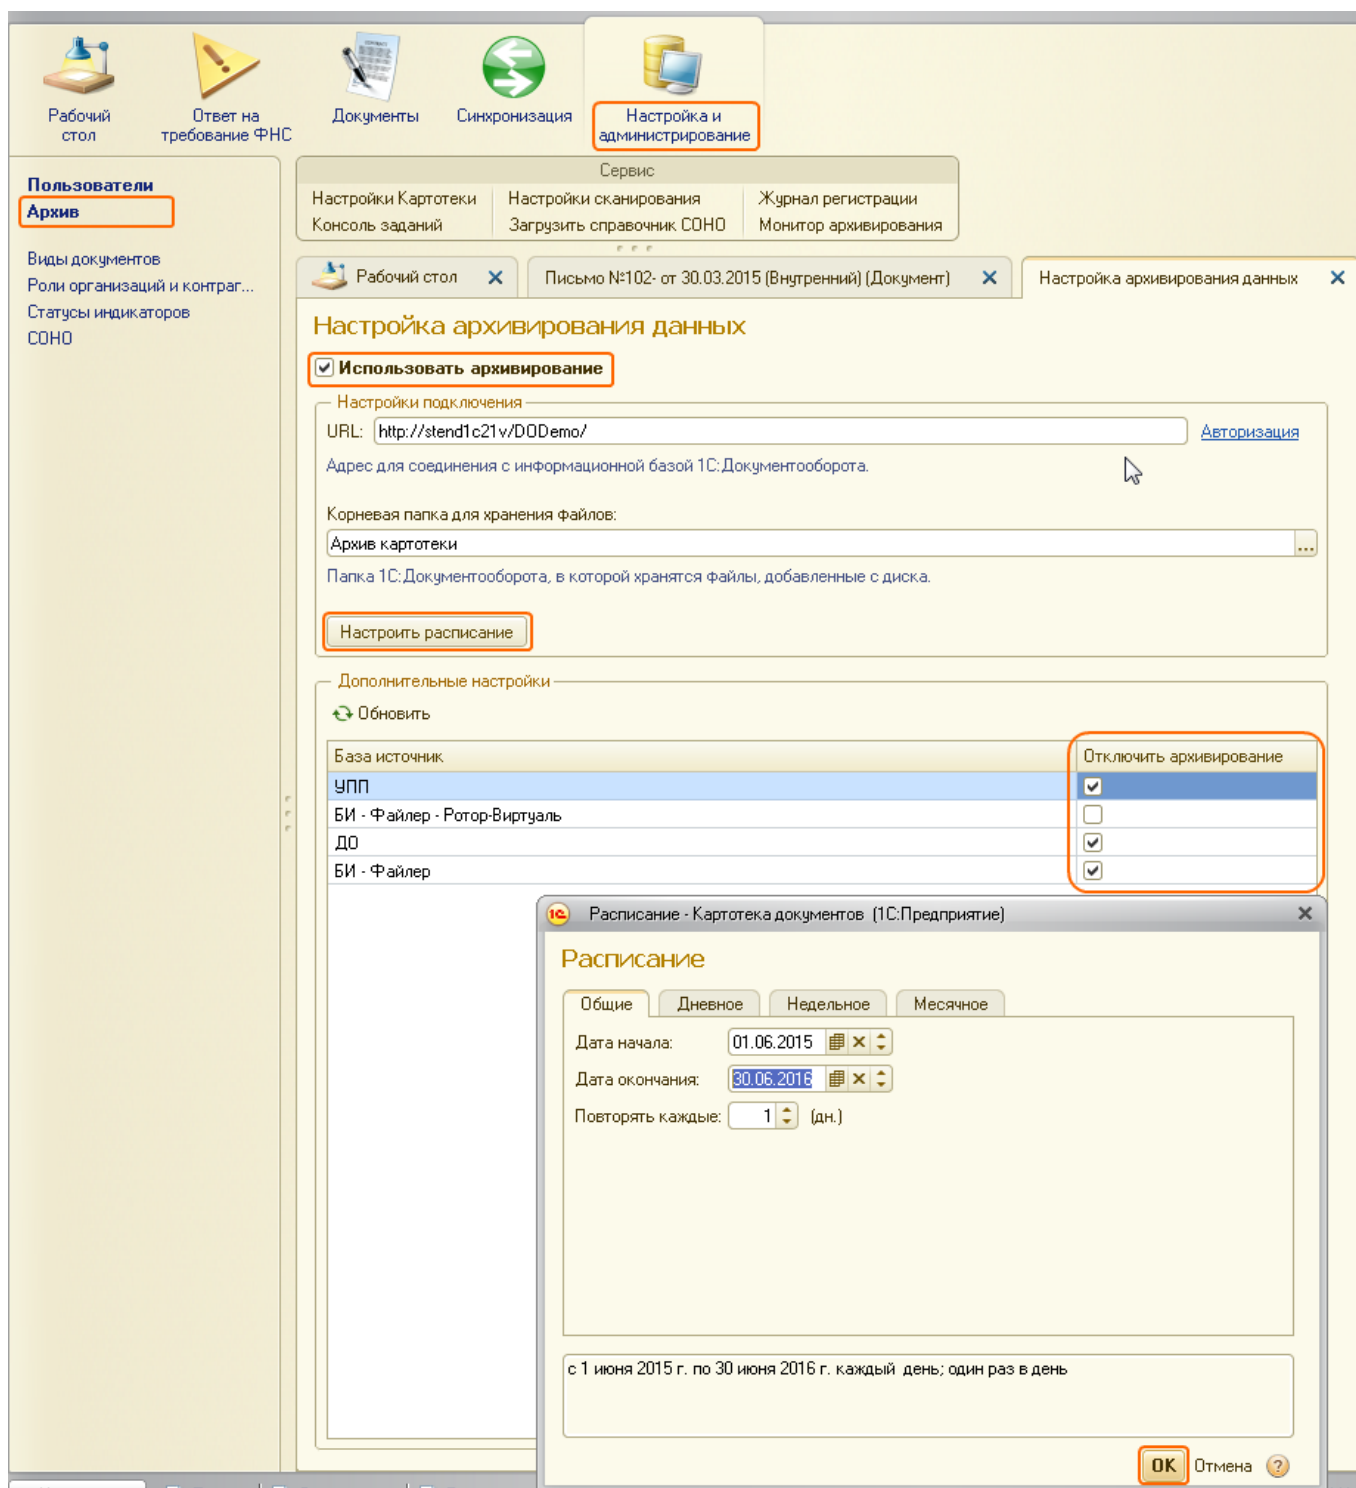 Рабочий стол
Ответ на требование ФНС
Документы
Синхронизация
Настройка и администрирование
Пользователи
Архив
Виды документов
Роли организаций и контраг...
Статусы индикаторов
СОНО
Сервис
Настройки Картотеки
Настройки сканирования
Журнал регистрации
Консоль заданий
Загрузить справочник СОНО
Монитор архивирования
Рабочий стол
Письмо №102- от 30.03.2015 (Внутренний) (Документ)
Настройка архивирования данных
Настройка архивирования данных
Использовать архивирование
Настройки подключения
URL: http://stend1c21v/DODemo/
Авторизация
Адрес для соединения с информационной базой 1С:Документооборота.
Корневая папка для хранения файлов:
Архив картотеки
Папка 1С:Документооборота, в которой хранятся файлы, добавленные с диска.
Настроить расписание
Дополнительные настройки
Обновить
База источник
Отключить архивирование
УПП
БИ - Файлер - Ротор-Виртуаль
ДО
БИ - Файлер
Расписание - Картотека документов (1С:Предприятие)
Расписание
Общие
Дневное
Недельное
Месячное
Дата начала: 01.06.2015
Дата окончания: 30.06.2016
Повторять каждые: 1 (дн.)
с 1 июня 2015 г. по 30 июня 2016 г. каждый день; один раз в день
ОК
Отмена